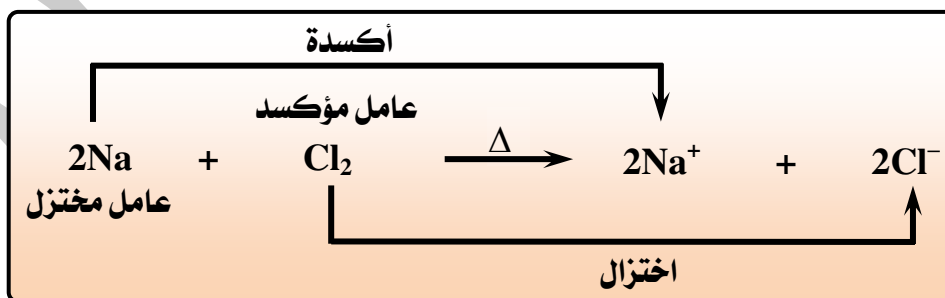 أكسدة
عامل مؤكسد
2Na + Cl₂ Δ 2Na⁺ + 2Cl⁻
عامل مختزل
اختزال